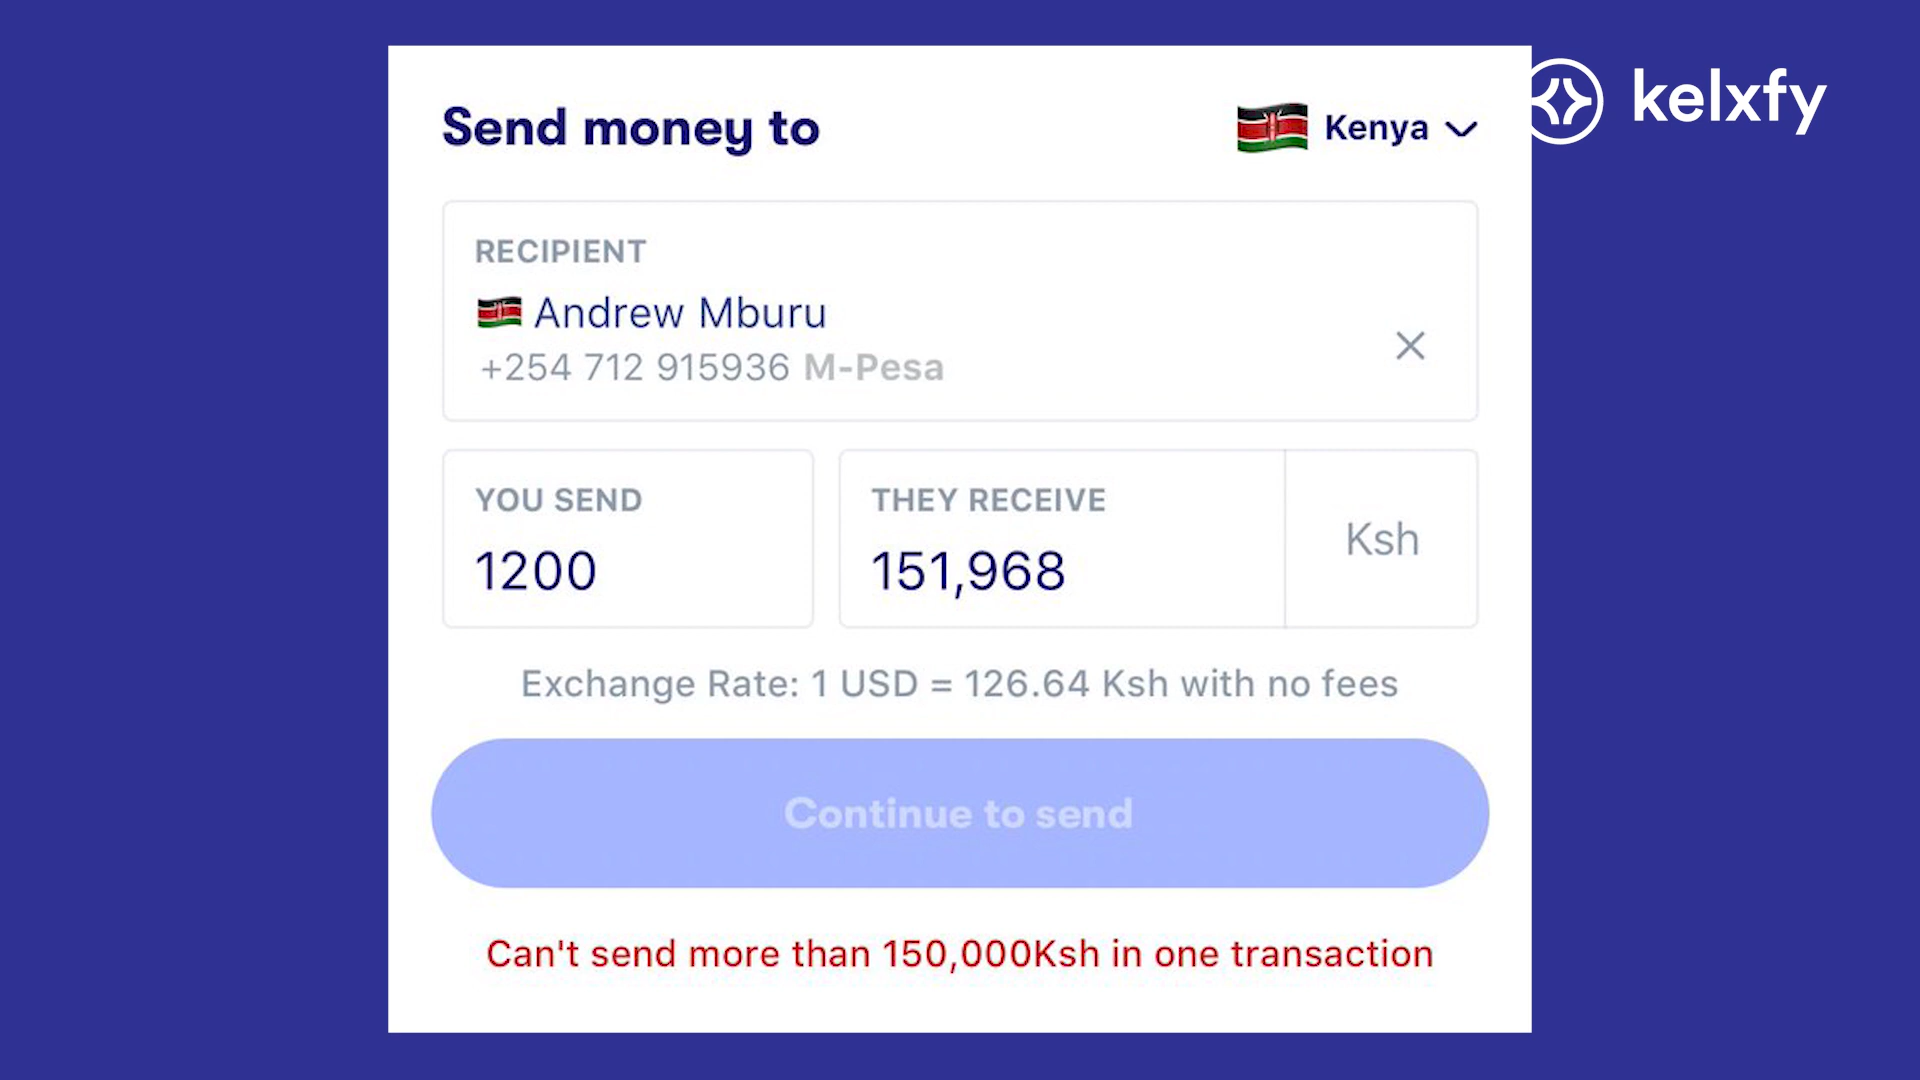 Send money to
Kenya
kelxfy
RECIPIENT
Andrew Mburu
+254 712 915936 M-Pesa
YOU SEND
1200
THEY RECEIVE
151,968
Ksh
Exchange Rate: 1 USD = 126.64 Ksh with no fees
Continue to send
Can't send more than 150,000Ksh in one transaction